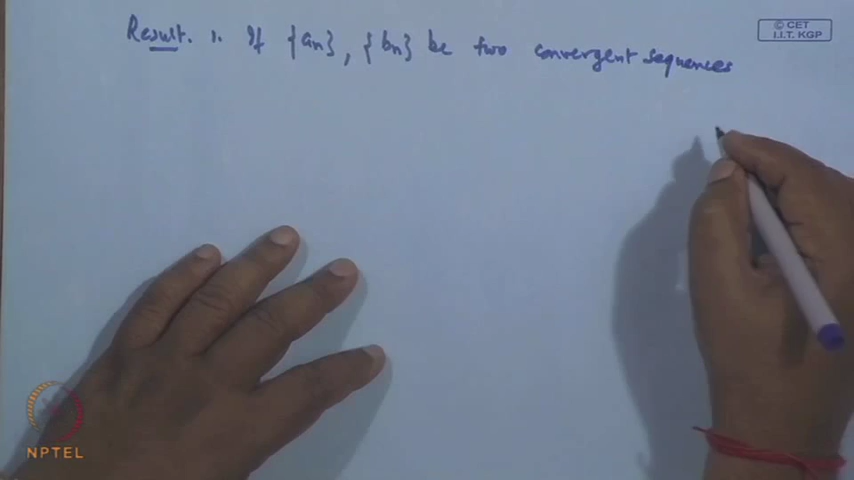 Result. 1. If {an}, {bn} be two convergent sequences
© CET
I.I.T. KGP
NPTEL